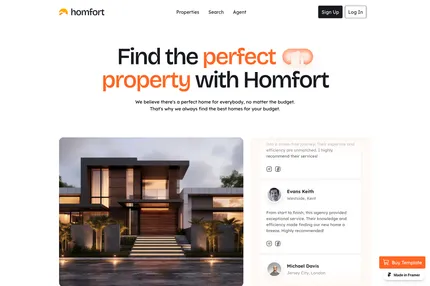 homfort
Properties
Search
Agent
Sign Up
Log In
Find the perfect
property with Homfort
We believe there's a perfect home for everybody, no matter the budget.
That's why we always find the best homes for your budget.
efficiency are unmatched. I highly
recommend their services!
Evans Keith
Westside, Kent
From start to finish, this agency provided
exceptional service. Their knowledge and
efficiency made finding our new home a
breeze. Highly recommended!
Michael Davis
Jersey City, London
Buy Template
Made in Framer